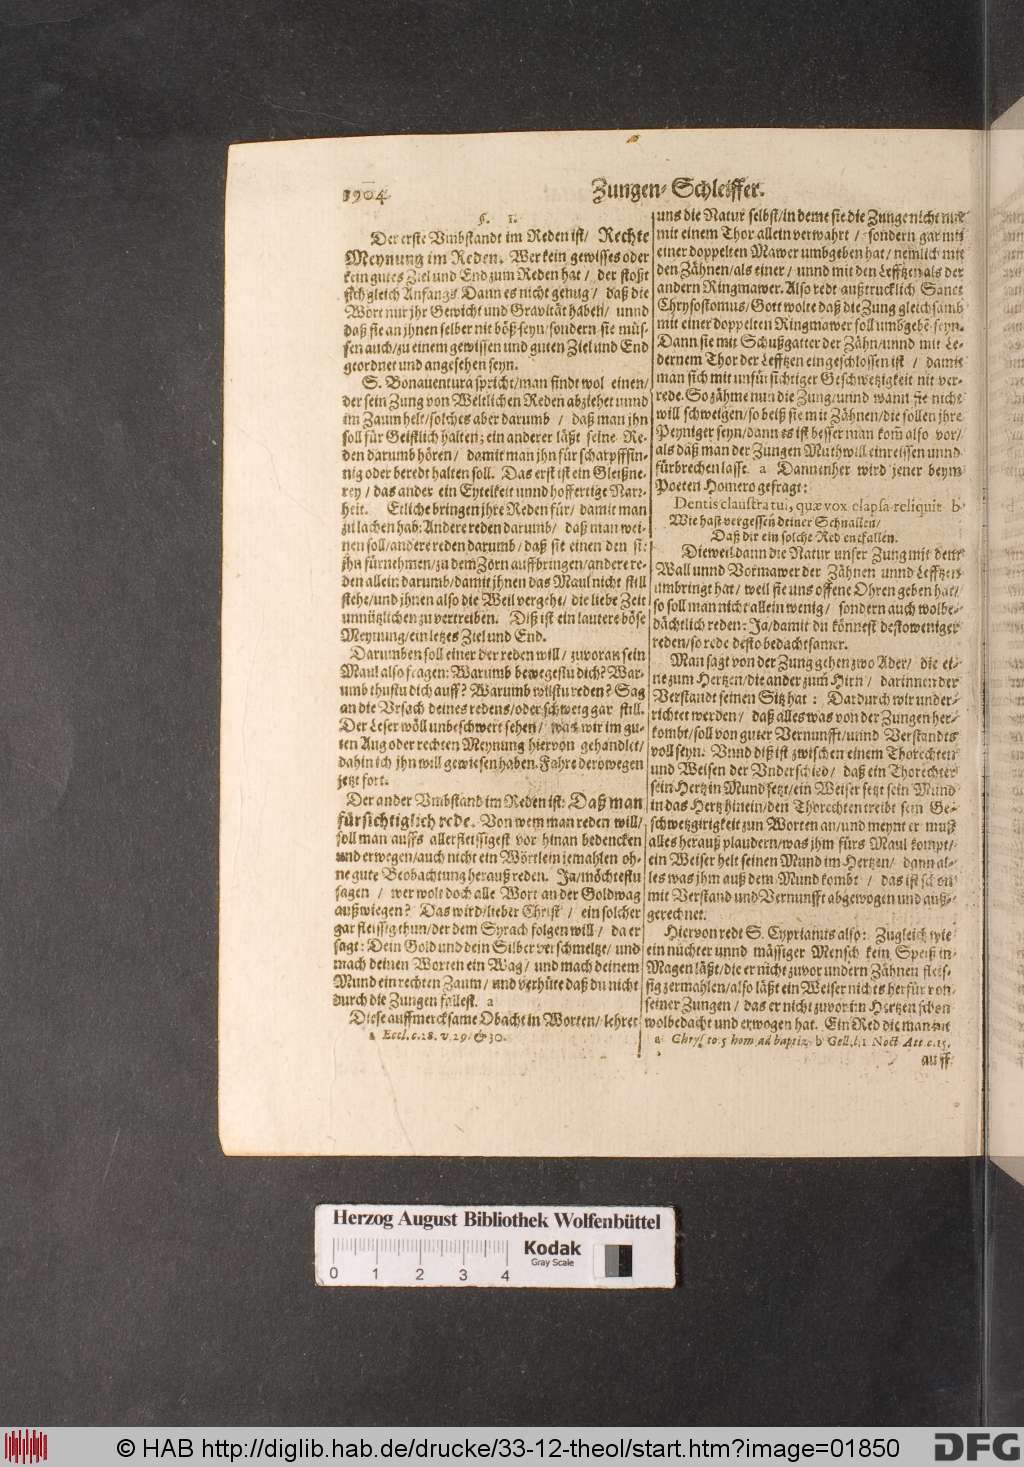 1904
Zungen-Schleiffer.
§. 1.
Der erste Vmbstandt im Reden ist/ Rechte
Meynung im Reden. Wer kein gewisses oder
kein gutes Ziel und End zum Reden hat / der stoßt
sich gleich Anfangs. Dann es nicht genug / daß die
Wort nur jhr Gewicht und Gravität haben/ unnd
daß sie an jhnen selber nit böß seyn/sondern sie müs-
sen auch/zu einem gewissen und guten Ziel und End
geordnet und angesehen seyn.
S. Bonaventura spricht/man findt wol einen/
der sein Zung von Weltlichen Reden abziehet unnd
im Zaum helt/solches aber darumb / daß man jhn
soll für Geistlich halten; ein anderer läßt seine Re-
den darumb hören / damit man jhn für scharpffsin-
nig oder beredt halten soll. Das erst ist ein Gleißne-
rey / das ander ein Eytelkeit unnd hoffertige Narr-
heit. Etliche bringen jhre Reden für/ damit man
zu lachen hab: Andere reden darumb/ daß man wei-
nen soll/andere reden darumb/ daß sie einen den si:
jhn fürnehmen/zu dem Zorn auffbringen/andere re-
den allein darumb/damit jhnen das Maul nicht still
stehe/und jhnen also die Weil vergehe/ die liebe Zeit
unnützlichen zu vertreiben. Diß ist ein lautere böse
Meynung/ein letzes Ziel und End.
Darumben soll einer der reden will / zuvoran sein
Maul also fragen: Warumb bewegestu dich? War-
umb thustu dich auff? Warumb wilstu reden? Sag
an die Vrsach deines redens/oder schweig gar still.
Der Leser wöll unbeschwert sehen/ was wir im gu-
ten Aug oder rechten Meynung hiervon gehandlet/
dahin ich jhn will gewiesen haben. Fahre derowegen
jetzt fort.
Der ander Vmbstand im Reden ist: Daß man
fürsichtiglich rede. Von wem man reden will/
soll man auffs allerfleissigest vor hinan bedencken
und erwegen/auch nicht ein Wörtlein jemahlen oh-
ne gute Beobachtung herauß reden. Ja/möchtestu
sagen / wer wolt doch alle Wort an der Goldwag
außwiegen? Das wird/lieber Christ / ein solcher
gar fleissig thun/der dem Syrach folgen will / da er
sagt: Dein Gold und dein Silber verschmeltze/ und
mach deinen Worten ein Wag / und mach deinem
Mund ein rechten Zaum/ und verhüte daß du nicht
durch die Zungen fallest. a
Diese auffmercksame Obacht in Worten/ lehret
a Eccl. c. 28. v. 29. & 30.
uns die Natur selbst/in deme sie die Zunge nicht nur
mit einem Thor allein verwahrt / sondern gar mit
einer doppelten Mawer umbgeben hat/ nemlich mit
den Zähnen/als einer / unnd mit den Lefftzen als der
andern Ringmawer. Also redt außtrucklich Sanct
Chrysostomus/Gott wolte daß die Zung gleichsamb
mit einer doppelten Ringmawer soll umbgebē seyn.
Dann sie mit Schußgatter der Zähn/unnd mit Le-
dernem Thor der Lefftzen eingeschlossen ist / damit
man sich mit unfürsichtiger Geschwetzigkeit nit ver-
rede. So zähme nun die Zung/unnd wann sie nicht
will schweigen/so beiß sie mit Zähnen/die sollen jhre
Peyniger seyn/dann es ist besser man kom̃ also vor/
als daß man der Zungen Muthwill einreissen unnd
fürbrechen lasse. a Dannenher wird jener beym
Poeten Homero gefragt:
Dentis claustra tui, quæ vox elapsa reliquit b
Wie hast vergessen deiner Schnallen/
Daß dir ein solche Red entfallen.
Dieweil dann die Natur unser Zung mit dem
Wall unnd Vormawer der Zähnen unnd Lefftzen
umbringt hat/ weil sie uns offene Ohren geben hat/
so soll man nicht allein wenig/ sondern auch wolbe-
dächtlich reden: Ja/damit du könnest destoweniger
reden/so rede desto bedachtsamer.
Man sagt von der Zung gehen zwo Ader/ die ei-
ne zum Hertzen/die ander zum Hirn / darinnen der
Verstandt seinen Sitz hat : Dardurch wir under-
richtet werden/ daß alles was von der Zungen her-
kombt/soll von guter Vernunfft/unnd Verstandts
voll seyn. Vnnd diß ist zwischen einem Thorechten
und Weisen der Vnderschied/ daß ein Thorechter
sein Hertz in Mund setzt/ein Weiser setzt sein Mund
in das Hertz hinein/den Thorechten treibt sein Ge-
schwetzgirigkeit zun Worten an/und meynt er muß
alles herauß plaudern/was jhm fürs Maul kompt/
ein Weiser helt seinen Mund im Hertzen/ dann al-
les was jhm auß dem Mund kombt / das ist schon
mit Verstand und Vernunfft abgewogen und auß-
gerechnet.
Hiervon redt S. Cyprianus also: Zugleich wie
ein nüchter unnd mässiger Mensch kein Speiß in
Magen läßt/die er nicht zuvor undern Zähnen fleis-
sig zermahlen/also läßt ein Weiser nichts herfür von
seiner Zungen / das er nicht zuvor im Hertzen schon
wolbedacht und erwogen hat. Ein Red die man nit
a Chrys. to. 5 hom. ad baptiz. b Gell. l. 1 Noct Att. c. 15.
auff
Herzog August Bibliothek Wolfenbüttel
0 1 2 3 4
Kodak
Gray Scale
© HAB http://diglib.hab.de/drucke/33-12-theol/start.htm?image=01850
DFG